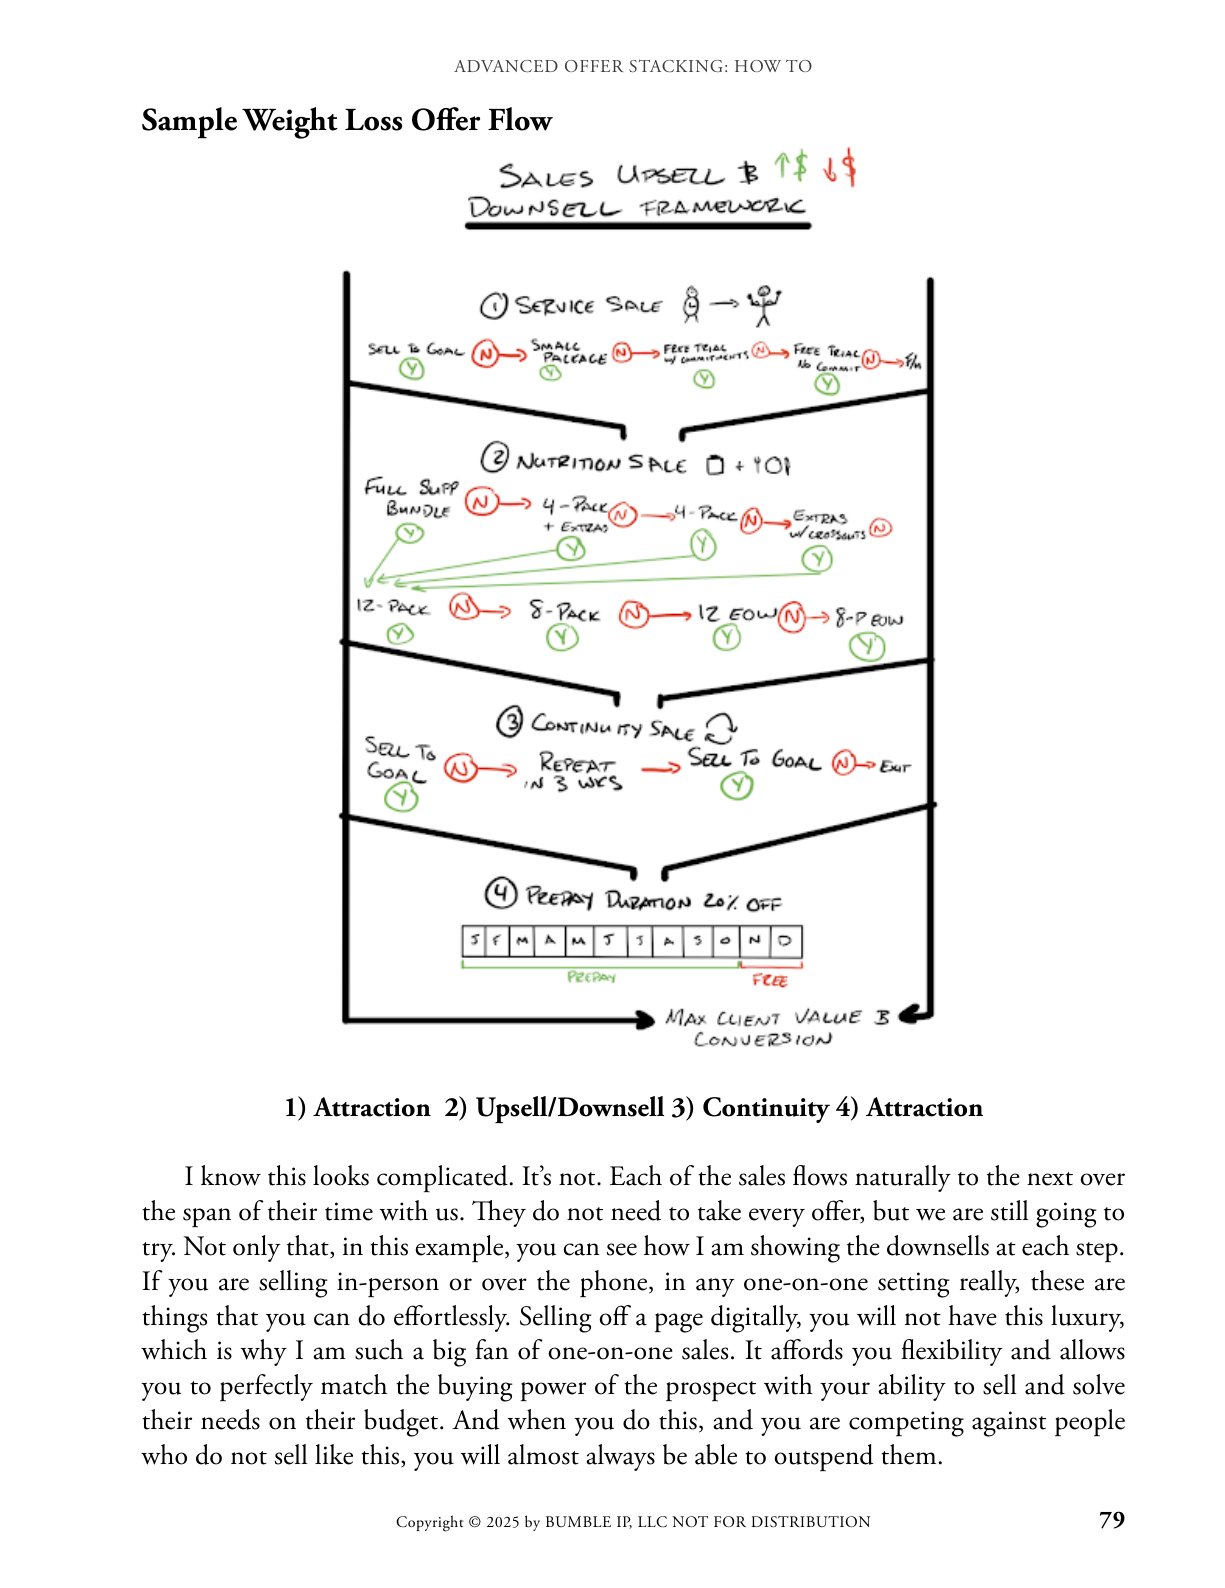 ADVANCED OFFER STACKING: HOW TO
Sample Weight Loss Offer Flow
SALES UPSELL & ↑$ ↓$
DOWNSELL FRAMEWORK
① SERVICE SALE →
SELL TO GOAL N → SMALL PACKAGE N → FREE TRIAL W/ COMMITMENTS N → FREE TRIAL NO COMMIT N → F/U
Y Y Y Y
② NUTRITION SALE +
FULL SUPP BUNDLE N → 4-PACK + EXTRAS N → 4-PACK N → EXTRAS W/ CROSSOUTS N
Y Y Y Y
12-PACK N → 8-PACK N → 12 EOW N → 8-P EOW
Y Y Y Y
③ CONTINUITY SALE
SELL TO GOAL N → REPEAT IN 3 WKS → SELL TO GOAL N → EXIT
Y Y
④ PREPAY DURATION 20% OFF
J F M A M J J A S O N D
PREPAY FREE
MAX CLIENT VALUE &
CONVERSION
1) Attraction 2) Upsell/Downsell 3) Continuity 4) Attraction
I know this looks complicated. It’s not. Each of the sales flows naturally to the next over
the span of their time with us. They do not need to take every offer, but we are still going to
try. Not only that, in this example, you can see how I am showing the downsells at each step.
If you are selling in-person or over the phone, in any one-on-one setting really, these are
things that you can do effortlessly. Selling off a page digitally, you will not have this luxury,
which is why I am such a big fan of one-on-one sales. It affords you flexibility and allows
you to perfectly match the buying power of the prospect with your ability to sell and solve
their needs on their budget. And when you do this, and you are competing against people
who do not sell like this, you will almost always be able to outspend them.
Copyright © 2025 by BUMBLE IP, LLC NOT FOR DISTRIBUTION
79